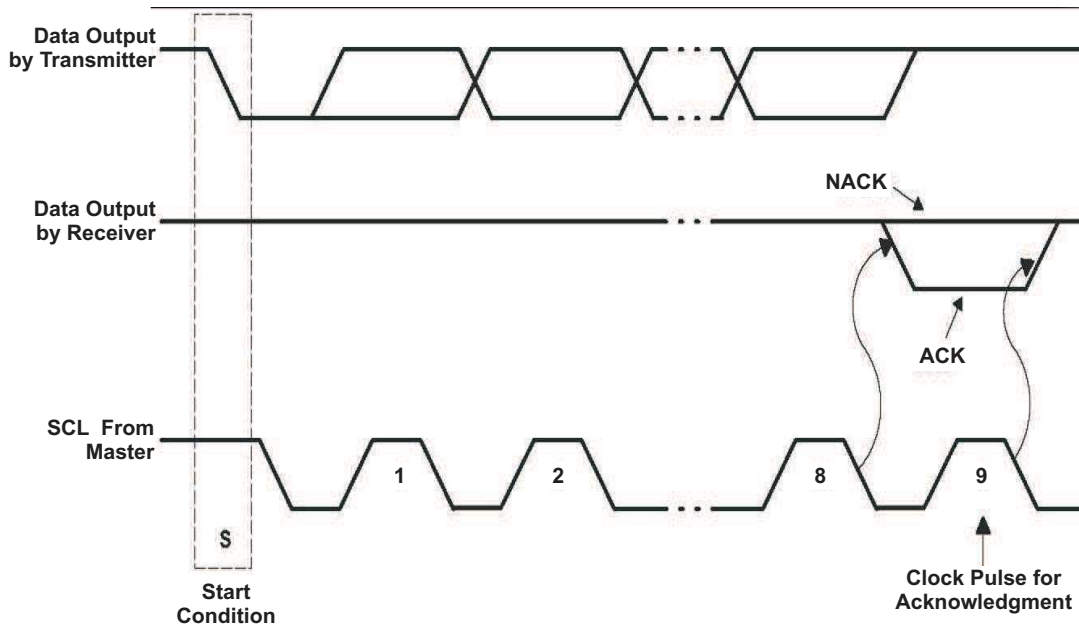 Data Output
by Transmitter
NACK
Data Output
by Receiver
ACK
SCL From
Master
1
2
8
9
S
Start
Condition
Clock Pulse for
Acknowledgment